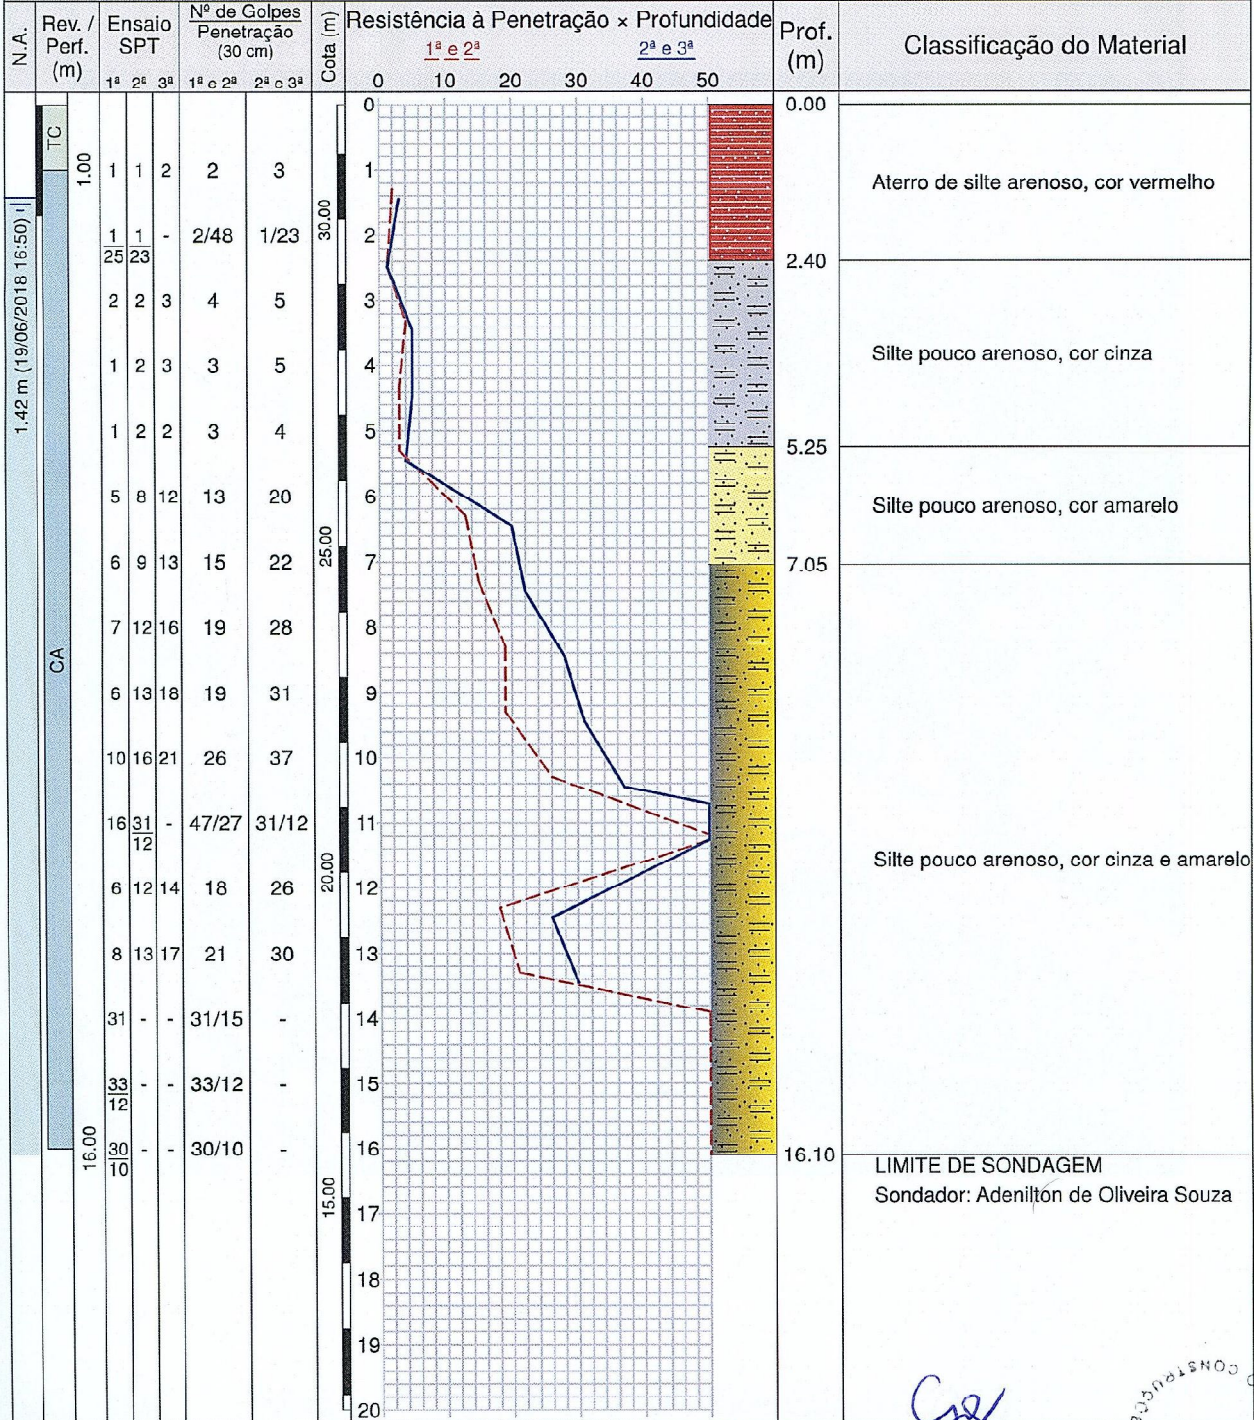 N.A.
Rev. / Perf. (m)
Ensaio SPT
1ª 2ª 3ª
Nº de Golpes
Penetração
(30 cm)
1ª e 2ª 2ª e 3ª
Cota (m)
Resistência à Penetração × Profundidade
1ª e 2ª 2ª e 3ª
0 10 20 30 40 50
Prof. (m)
Classificação do Material
TC
1.00
1.42 m (19/06/2018 16:50)
CA
16.00
1 1 2 2 3
1/25 1/23 - 2/48 1/23
2 2 3 4 5
1 2 3 3 5
1 2 2 3 4
5 8 12 13 20
6 9 13 15 22
7 12 16 19 28
6 13 18 19 31
10 16 21 26 37
16 31/12 - 47/27 31/12
6 12 14 18 26
8 13 17 21 30
31 - - 31/15 -
33/12 - - 33/12 -
30/10 - - 30/10 -
30.00
25.00
20.00
15.00
0
1
2
3
4
5
6
7
8
9
10
11
12
13
14
15
16
17
18
19
20
0.00
Aterro de silte arenoso, cor vermelho
2.40
Silte pouco arenoso, cor cinza
5.25
Silte pouco arenoso, cor amarelo
7.05
Silte pouco arenoso, cor cinza e amarelo
16.10
LIMITE DE SONDAGEM
Sondador: Adenilton de Oliveira Souza